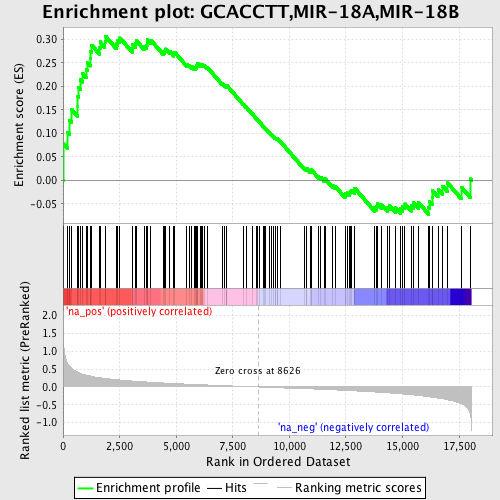 Enrichment plot: GCACCTT,MIR-18A,MIR-18B
Enrichment score (ES)
0.30
0.25
0.20
0.15
0.10
0.05
0.00
-0.05
Ranked list metric (PreRanked)
2.0
1.5
1.0
0.5
0.0
-0.5
-1.0
'na_pos' (positively correlated)
Zero cross at 8626
'na_neg' (negatively correlated)
0 2,500 5,000 7,500 10,000 12,500 15,000 17,500
Rank in Ordered Dataset
Enrichment profile Hits Ranking metric scores